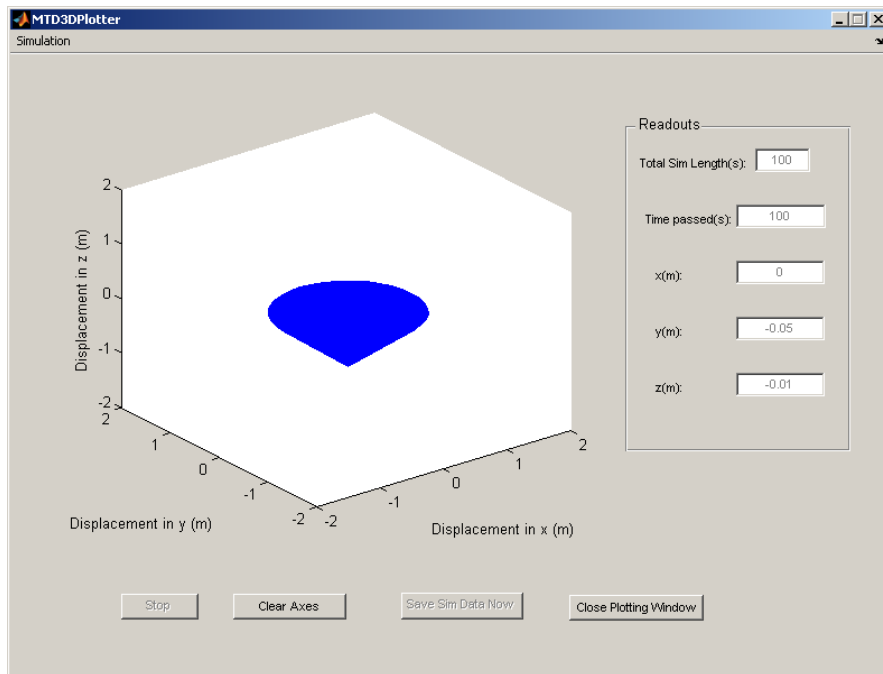 MTD3DPlotter
Simulation
Readouts
Total Sim Length(s): 100
Time passed(s): 100
x(m): 0
y(m): -0.05
z(m): -0.01
Displacement in z (m)
2
1
0
-1
-2
2
1
0
-1
-2
Displacement in y (m)
-2
-1
0
1
2
Displacement in x (m)
Stop
Clear Axes
Save Sim Data Now
Close Plotting Window